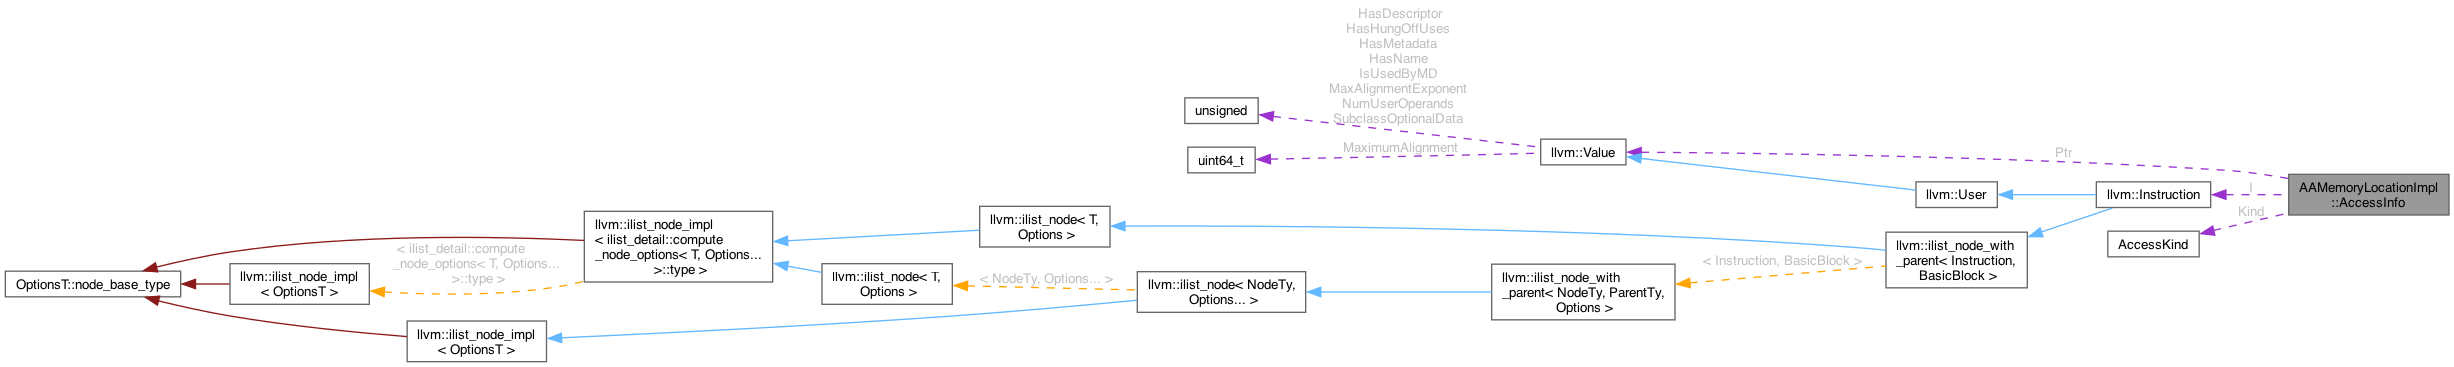 HasDescriptor
HasHungOffUses
HasMetadata
HasName
IsUsedByMD
MaxAlignmentExponent
NumUserOperands
SubclassOptionalData
unsigned
MaximumAlignment
uint64_t
llvm::Value
Ptr
llvm::User
llvm::Instruction
I
Kind
AAMemoryLocationImpl
::AccessInfo
AccessKind
llvm::ilist_node_impl
< ilist_detail::compute
_node_options< T, Options...
>::type >
llvm::ilist_node< T,
Options >
llvm::ilist_node_with
_parent< Instruction,
BasicBlock >
< ilist_detail::compute
_node_options< T, Options...
>::type >
OptionsT::node_base_type
llvm::ilist_node_impl
< OptionsT >
llvm::ilist_node< T,
Options >
< NodeTy, Options... >
llvm::ilist_node< NodeTy,
Options... >
llvm::ilist_node_with
_parent< NodeTy, ParentTy,
Options >
< Instruction, BasicBlock >
llvm::ilist_node_impl
< OptionsT >